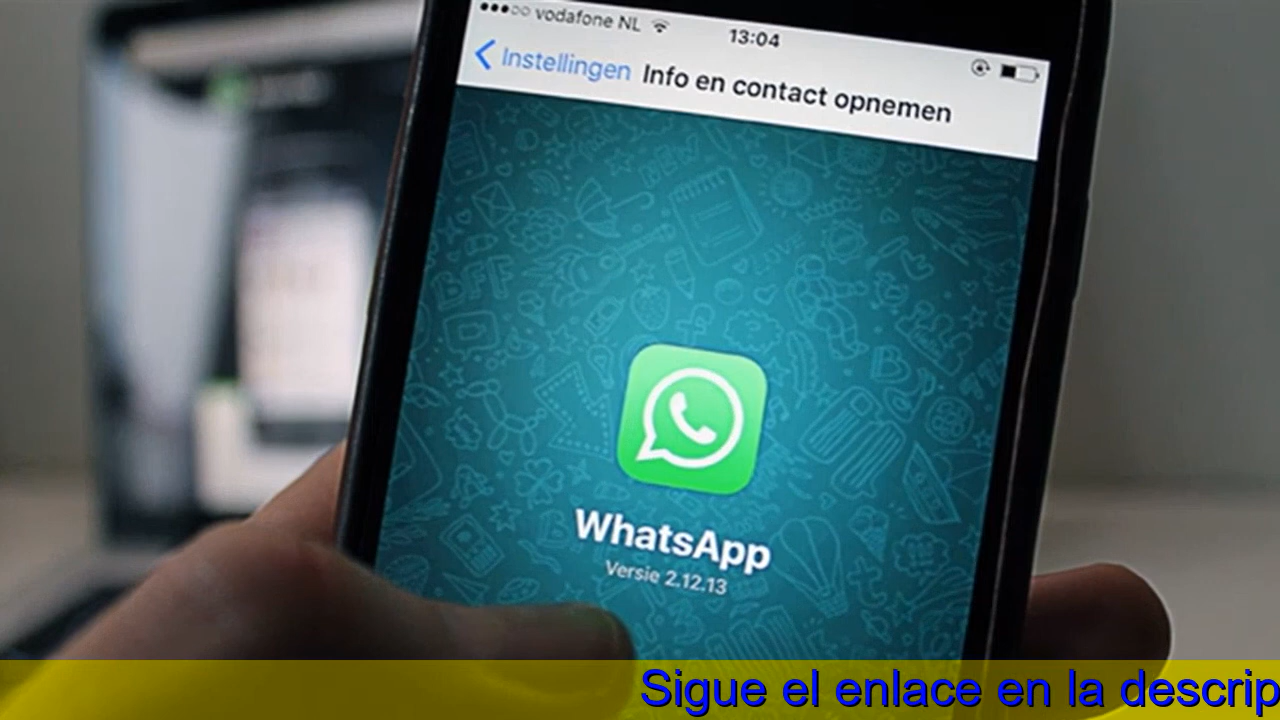 vodafone NL 13:04
Instellingen Info en contact opnemen
WhatsApp
Versie 2.12.13
Sigue el enlace en la descrip